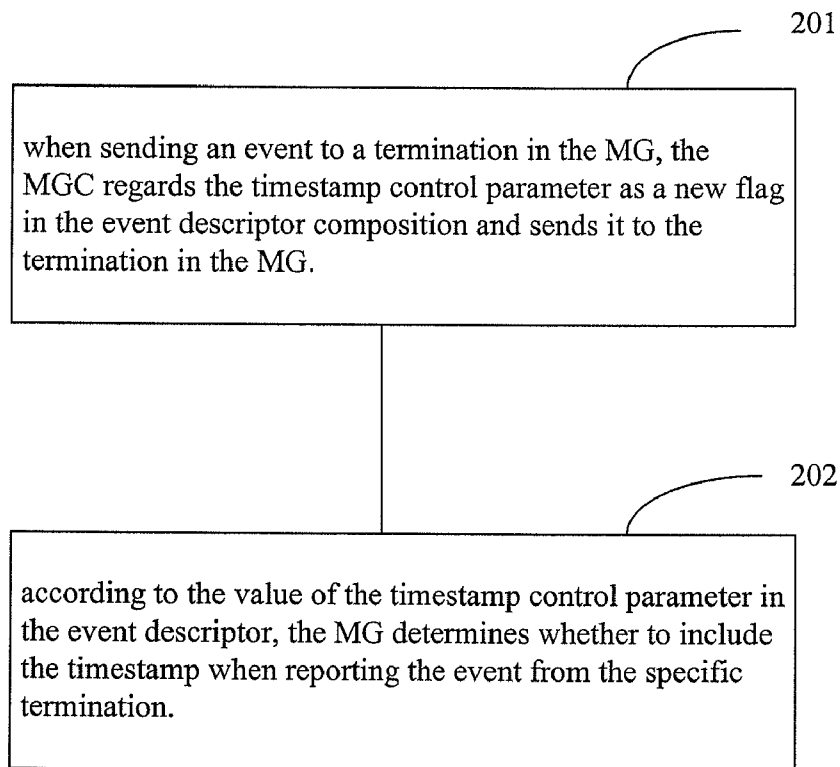 201
when sending an event to a termination in the MG, the
MGC regards the timestamp control parameter as a new flag
in the event descriptor composition and sends it to the
termination in the MG.
202
according to the value of the timestamp control parameter in
the event descriptor, the MG determines whether to include
the timestamp when reporting the event from the specific
termination.